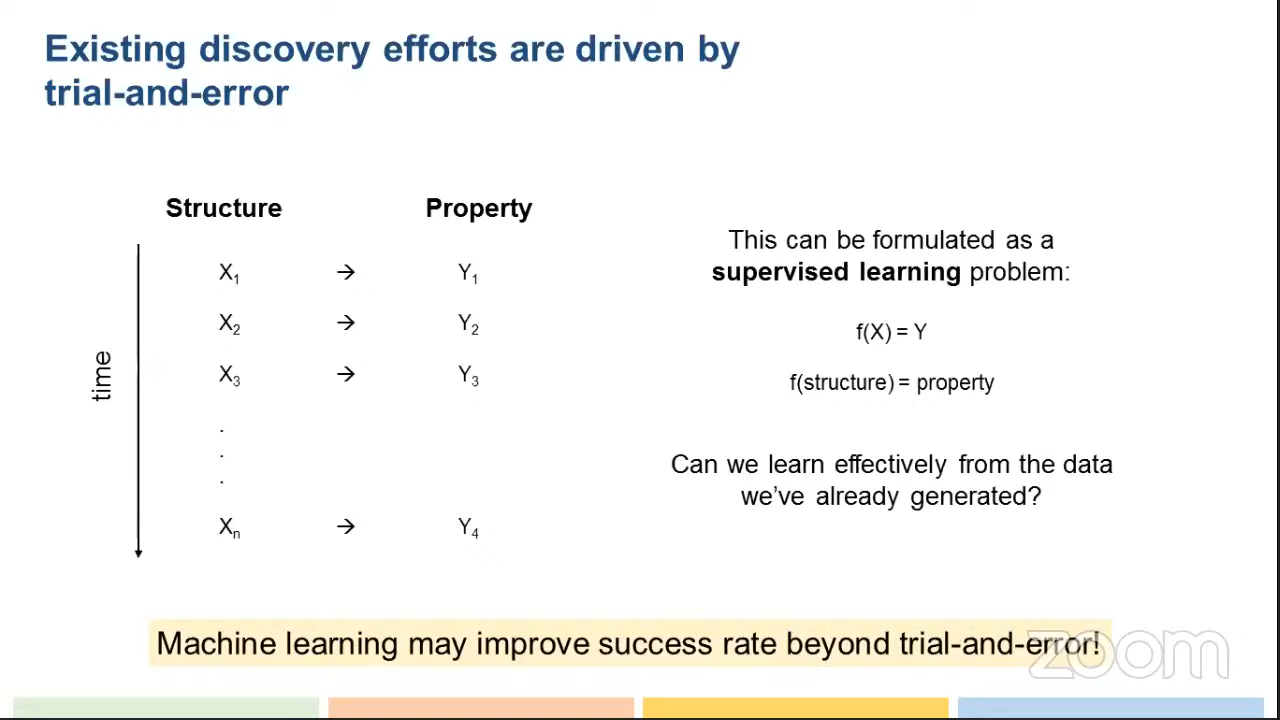 Existing discovery efforts are driven by
trial-and-error
Structure Property
time
X₁ → Y₁
X₂ → Y₂
X₃ → Y₃
.
.
.
Xₙ → Y₄
This can be formulated as a
supervised learning problem:
f(X) = Y
f(structure) = property
Can we learn effectively from the data
we’ve already generated?
Machine learning may improve success rate beyond trial-and-error!
zoom